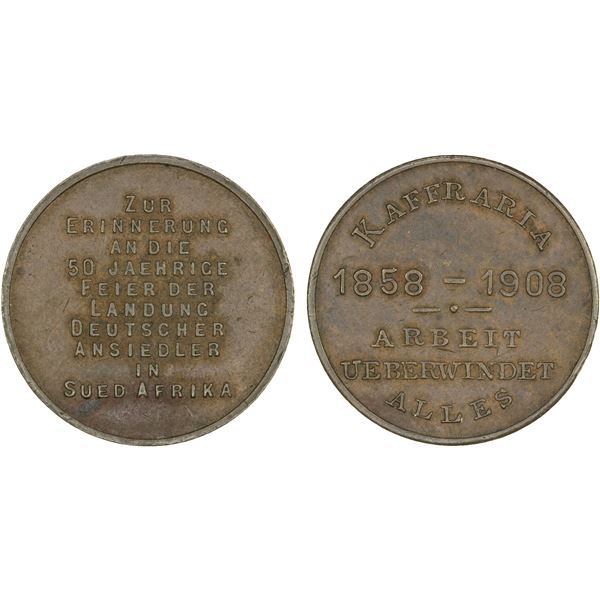 ZUR
ERINNERUNG
AN DIE
50 JAEHRIGE
FEIER DER
LANDUNG
DEUTSCHER
ANSIEDLER
IN
SUED AFRIKA
KAFFRARIA
1858 - 1908
ARBEIT
UEBERWINDET
ALLES